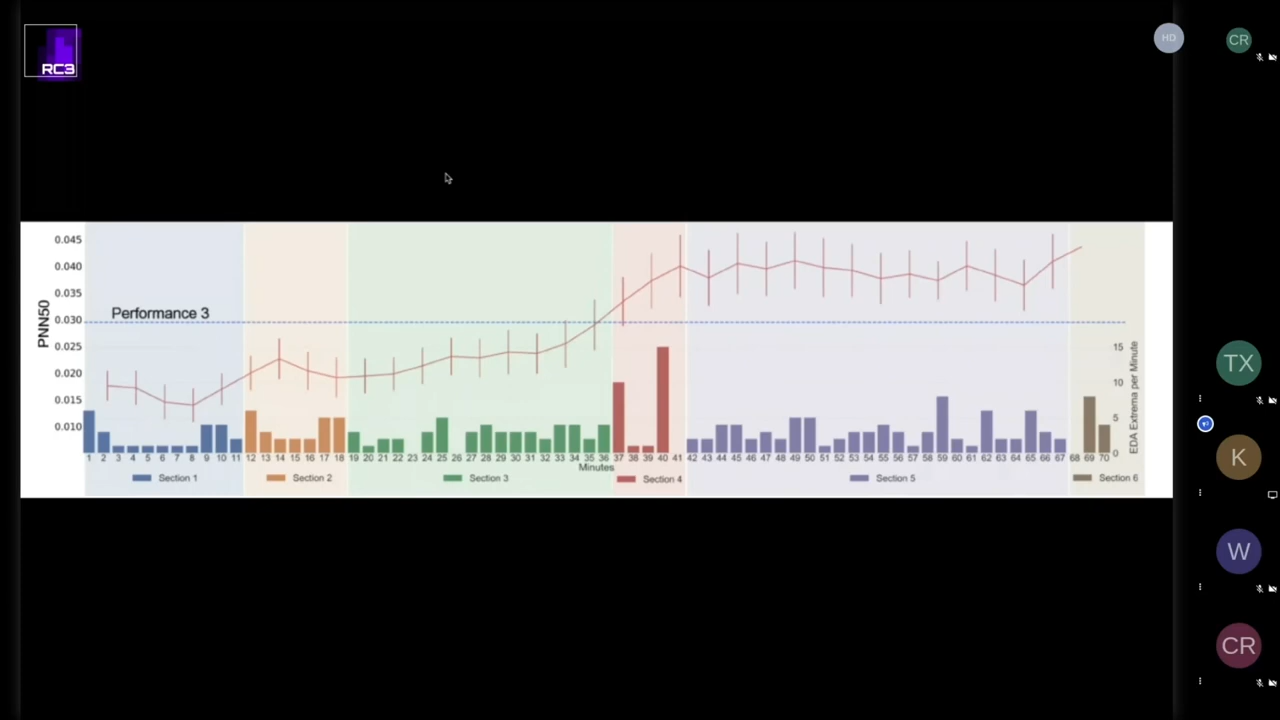 RC3
HD
CR
0.045
0.040
0.035
0.030
0.025
0.020
0.015
0.010
PNN50
Performance 3
15
10
5
0
EDA Extrema per Minute
1 2 3 4 5 6 7 8 9 10 11 12 13 14 15 16 17 18 19 20 21 22 23 24 25 26 27 28 29 30 31 32 33 34 35 36 37 38 39 40 41 42 43 44 45 46 47 48 49 50 51 52 53 54 55 56 57 58 59 60 61 62 63 64 65 66 67 68 69 70
Minutes
Section 1 Section 2 Section 3 Section 4 Section 5 Section 6
TX
K
W
CR